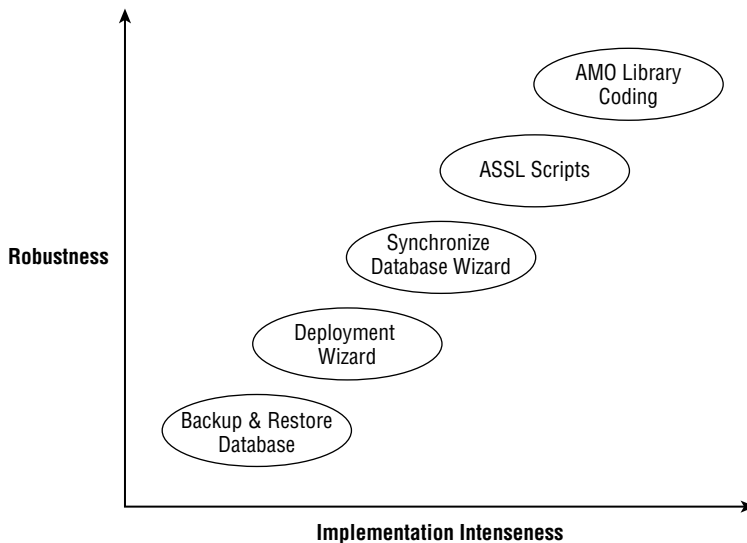 AMO Library
Coding
ASSL Scripts
Robustness
Synchronize
Database Wizard
Deployment
Wizard
Backup & Restore
Database
Implementation Intenseness